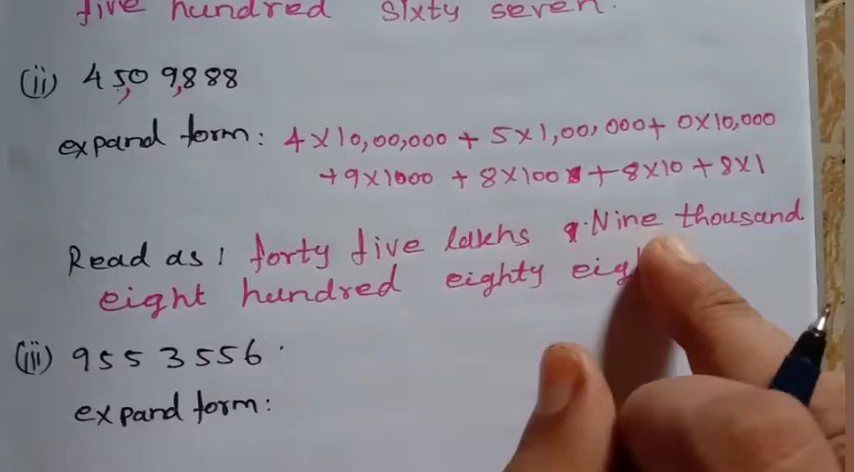 five hundred sixty seven.
(ii) 45,09,888
expand form: 4×10,00,000 + 5×1,00,000+ 0×10,000
+9×1000 + 8×100 + 8×10 + 8×1
Read as: forty five lakhs Nine thousand
eight hundred eighty
(iii) 9553556.
expand form: